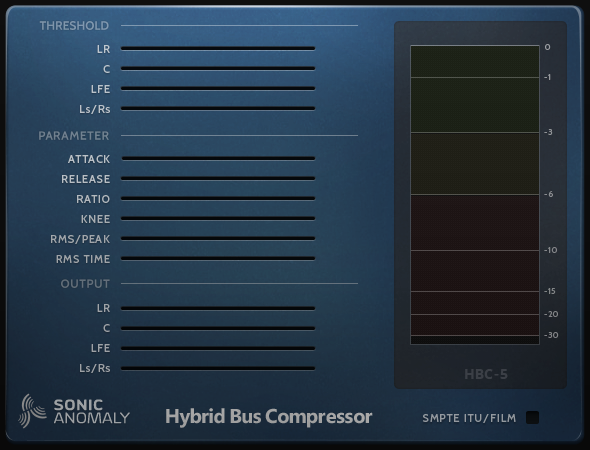 THRESHOLD
LR
C
LFE
Ls/Rs
PARAMETER
ATTACK
RELEASE
RATIO
KNEE
RMS/PEAK
RMS TIME
OUTPUT
LR
C
LFE
Ls/Rs
0
-1
-3
-6
-10
-15
-20
-30
HBC-5
SONIC
ANOMALY
Hybrid Bus Compressor
SMPTE ITU/FILM